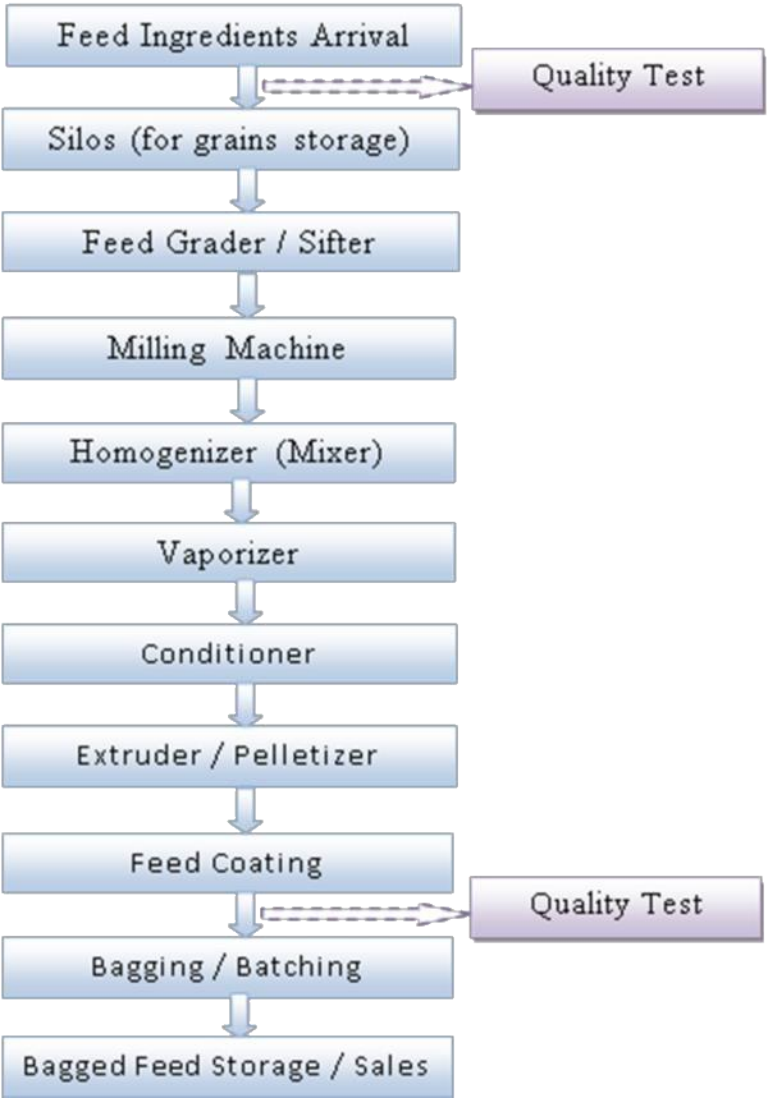 Feed Ingredients Arrival
Quality Test
Silos (for grains storage)
Feed Grader / Sifter
Milling Machine
Homogenizer (Mixer)
Vaporizer
Conditioner
Extruder / Pelletizer
Feed Coating
Quality Test
Bagging / Batching
Bagged Feed Storage / Sales